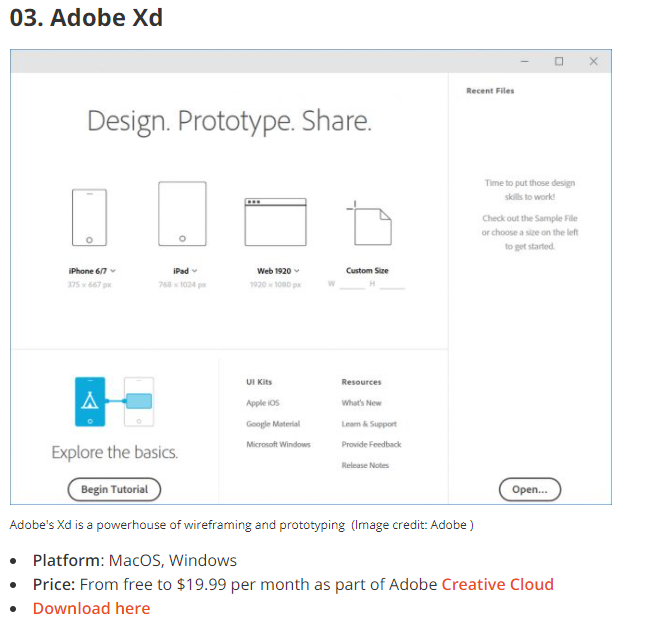 03. Adobe Xd
Recent Files
Design. Prototype. Share.
Time to put those design
skills to work!
Check out the Sample File
or choose a size on the left
to get started.
iPhone 6/7
iPad
Web 1920
Custom Size
375 x 667 px
768 x 1024 px
1920 x 1080 px
W H
UI Kits
Resources
Apple iOS
What's New
Google Material
Learn & Support
Microsoft Windows
Provide Feedback
Release Notes
Explore the basics.
Begin Tutorial
Open...
Adobe's Xd is a powerhouse of wireframing and prototyping (Image credit: Adobe )
• Platform: MacOS, Windows
• Price: From free to $19.99 per month as part of Adobe Creative Cloud
• Download here